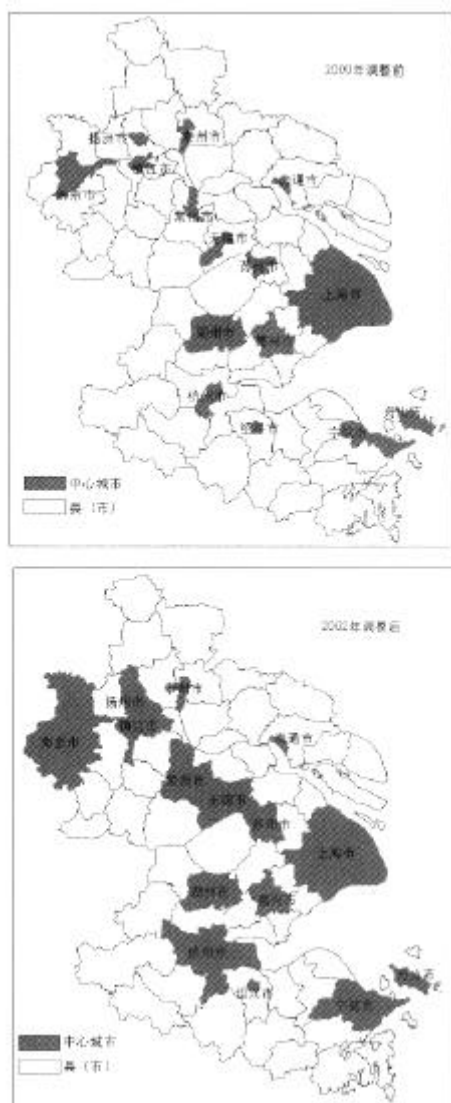 2000年调整前
扬州市
泰州市
镇江市
南京市
南通市
常州市
无锡市
苏州市
上海市
湖州市
嘉兴市
杭州市
绍兴市
舟山市
宁波市
中心城市
县（市）
2002年调整后
泰州市
扬州市
镇江市
南京市
南通市
常州市
无锡市
苏州市
上海市
湖州市
嘉兴市
杭州市
舟山市
绍兴市
宁波市
中心城市
县（市）